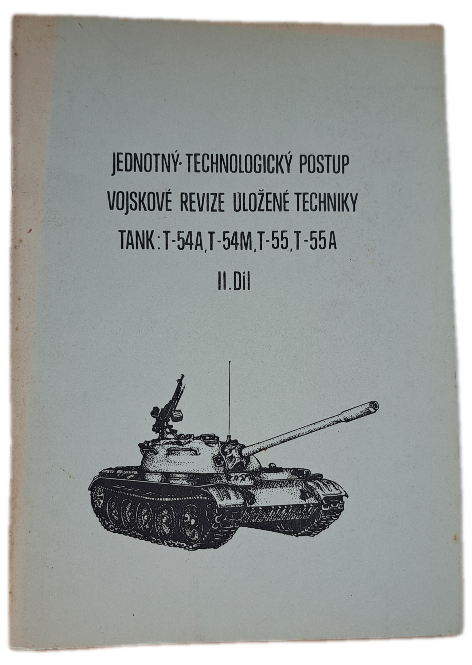 JEDNOTNÝ TECHNOLOGICKÝ POSTUP
VOJSKOVÉ REVIZE ULOŽENÉ TECHNIKY
TANK: T-54A, T-54M, T-55, T-55A
II. Díl